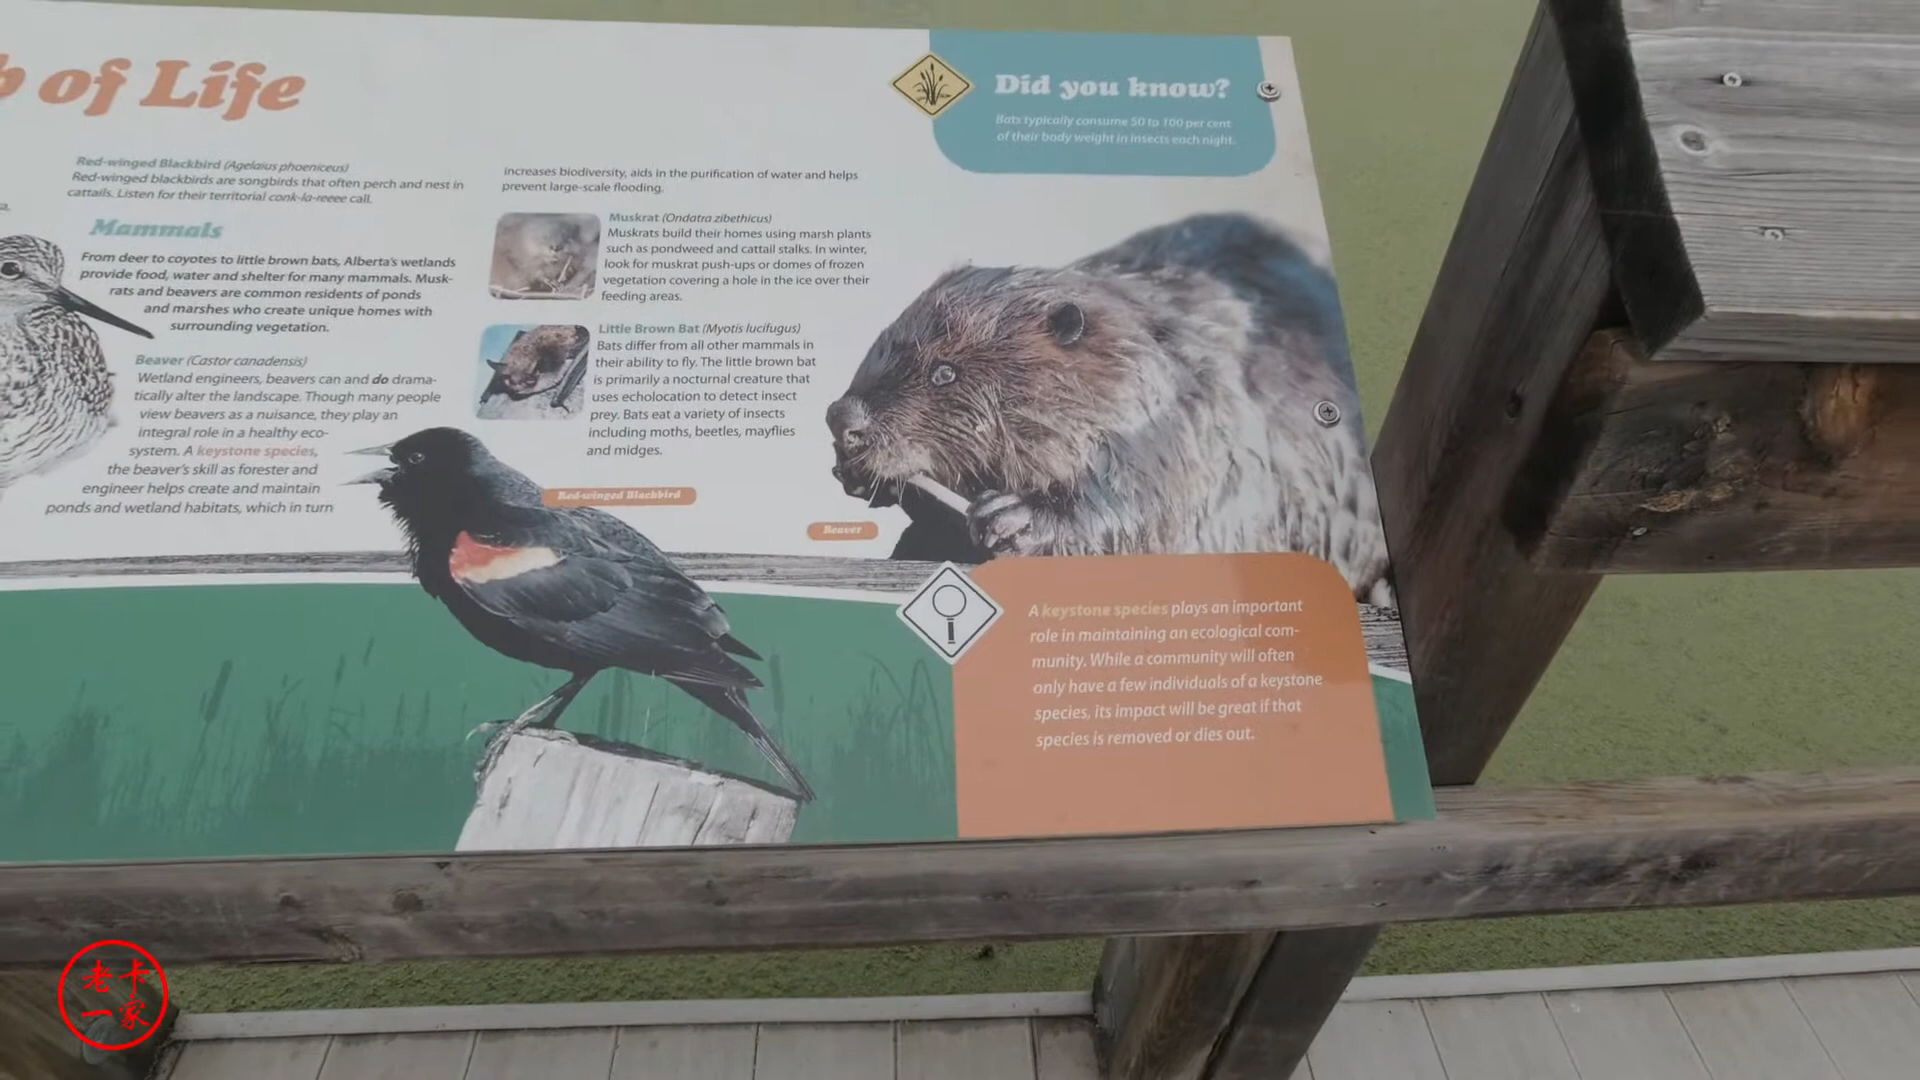 of Life
Red-winged Blackbird (Agelaius phoeniceus)
Red-winged blackbirds are songbirds that often perch and nest in
cattails. Listen for their territorial conk-la-reeee call.
Mammals
From deer to coyotes to little brown bats, Alberta's wetlands
provide food, water and shelter for many mammals. Musk-
rats and beavers are common residents of ponds
and marshes who create unique homes with
surrounding vegetation.
Beaver (Castor canadensis)
Wetland engineers, beavers can and do drama-
tically alter the landscape. Though many people
view beavers as a nuisance, they play an
integral role in a healthy eco-
system. A keystone species,
the beaver's skill as forester and
engineer helps create and maintain
ponds and wetland habitats, which in turn
increases biodiversity, aids in the purification of water and helps
prevent large-scale flooding.
Muskrat (Ondatra zibethicus)
Muskrats build their homes using marsh plants
such as pondweed and cattail stalks. In winter,
look for muskrat push-ups or domes of frozen
vegetation covering a hole in the ice over their
feeding areas.
Little Brown Bat (Myotis lucifugus)
Bats differ from all other mammals in
their ability to fly. The little brown bat
is primarily a nocturnal creature that
uses echolocation to detect insect
prey. Bats eat a variety of insects
including moths, beetles, mayflies
and midges.
Red-winged Blackbird
Beaver
Did you know?
Bats typically consume 50 to 100 per cent
of their body weight in insects each night.
A keystone species plays an important
role in maintaining an ecological com-
munity. While a community will often
only have a few individuals of a keystone
species, its impact will be great if that
species is removed or dies out.
老卡
一家